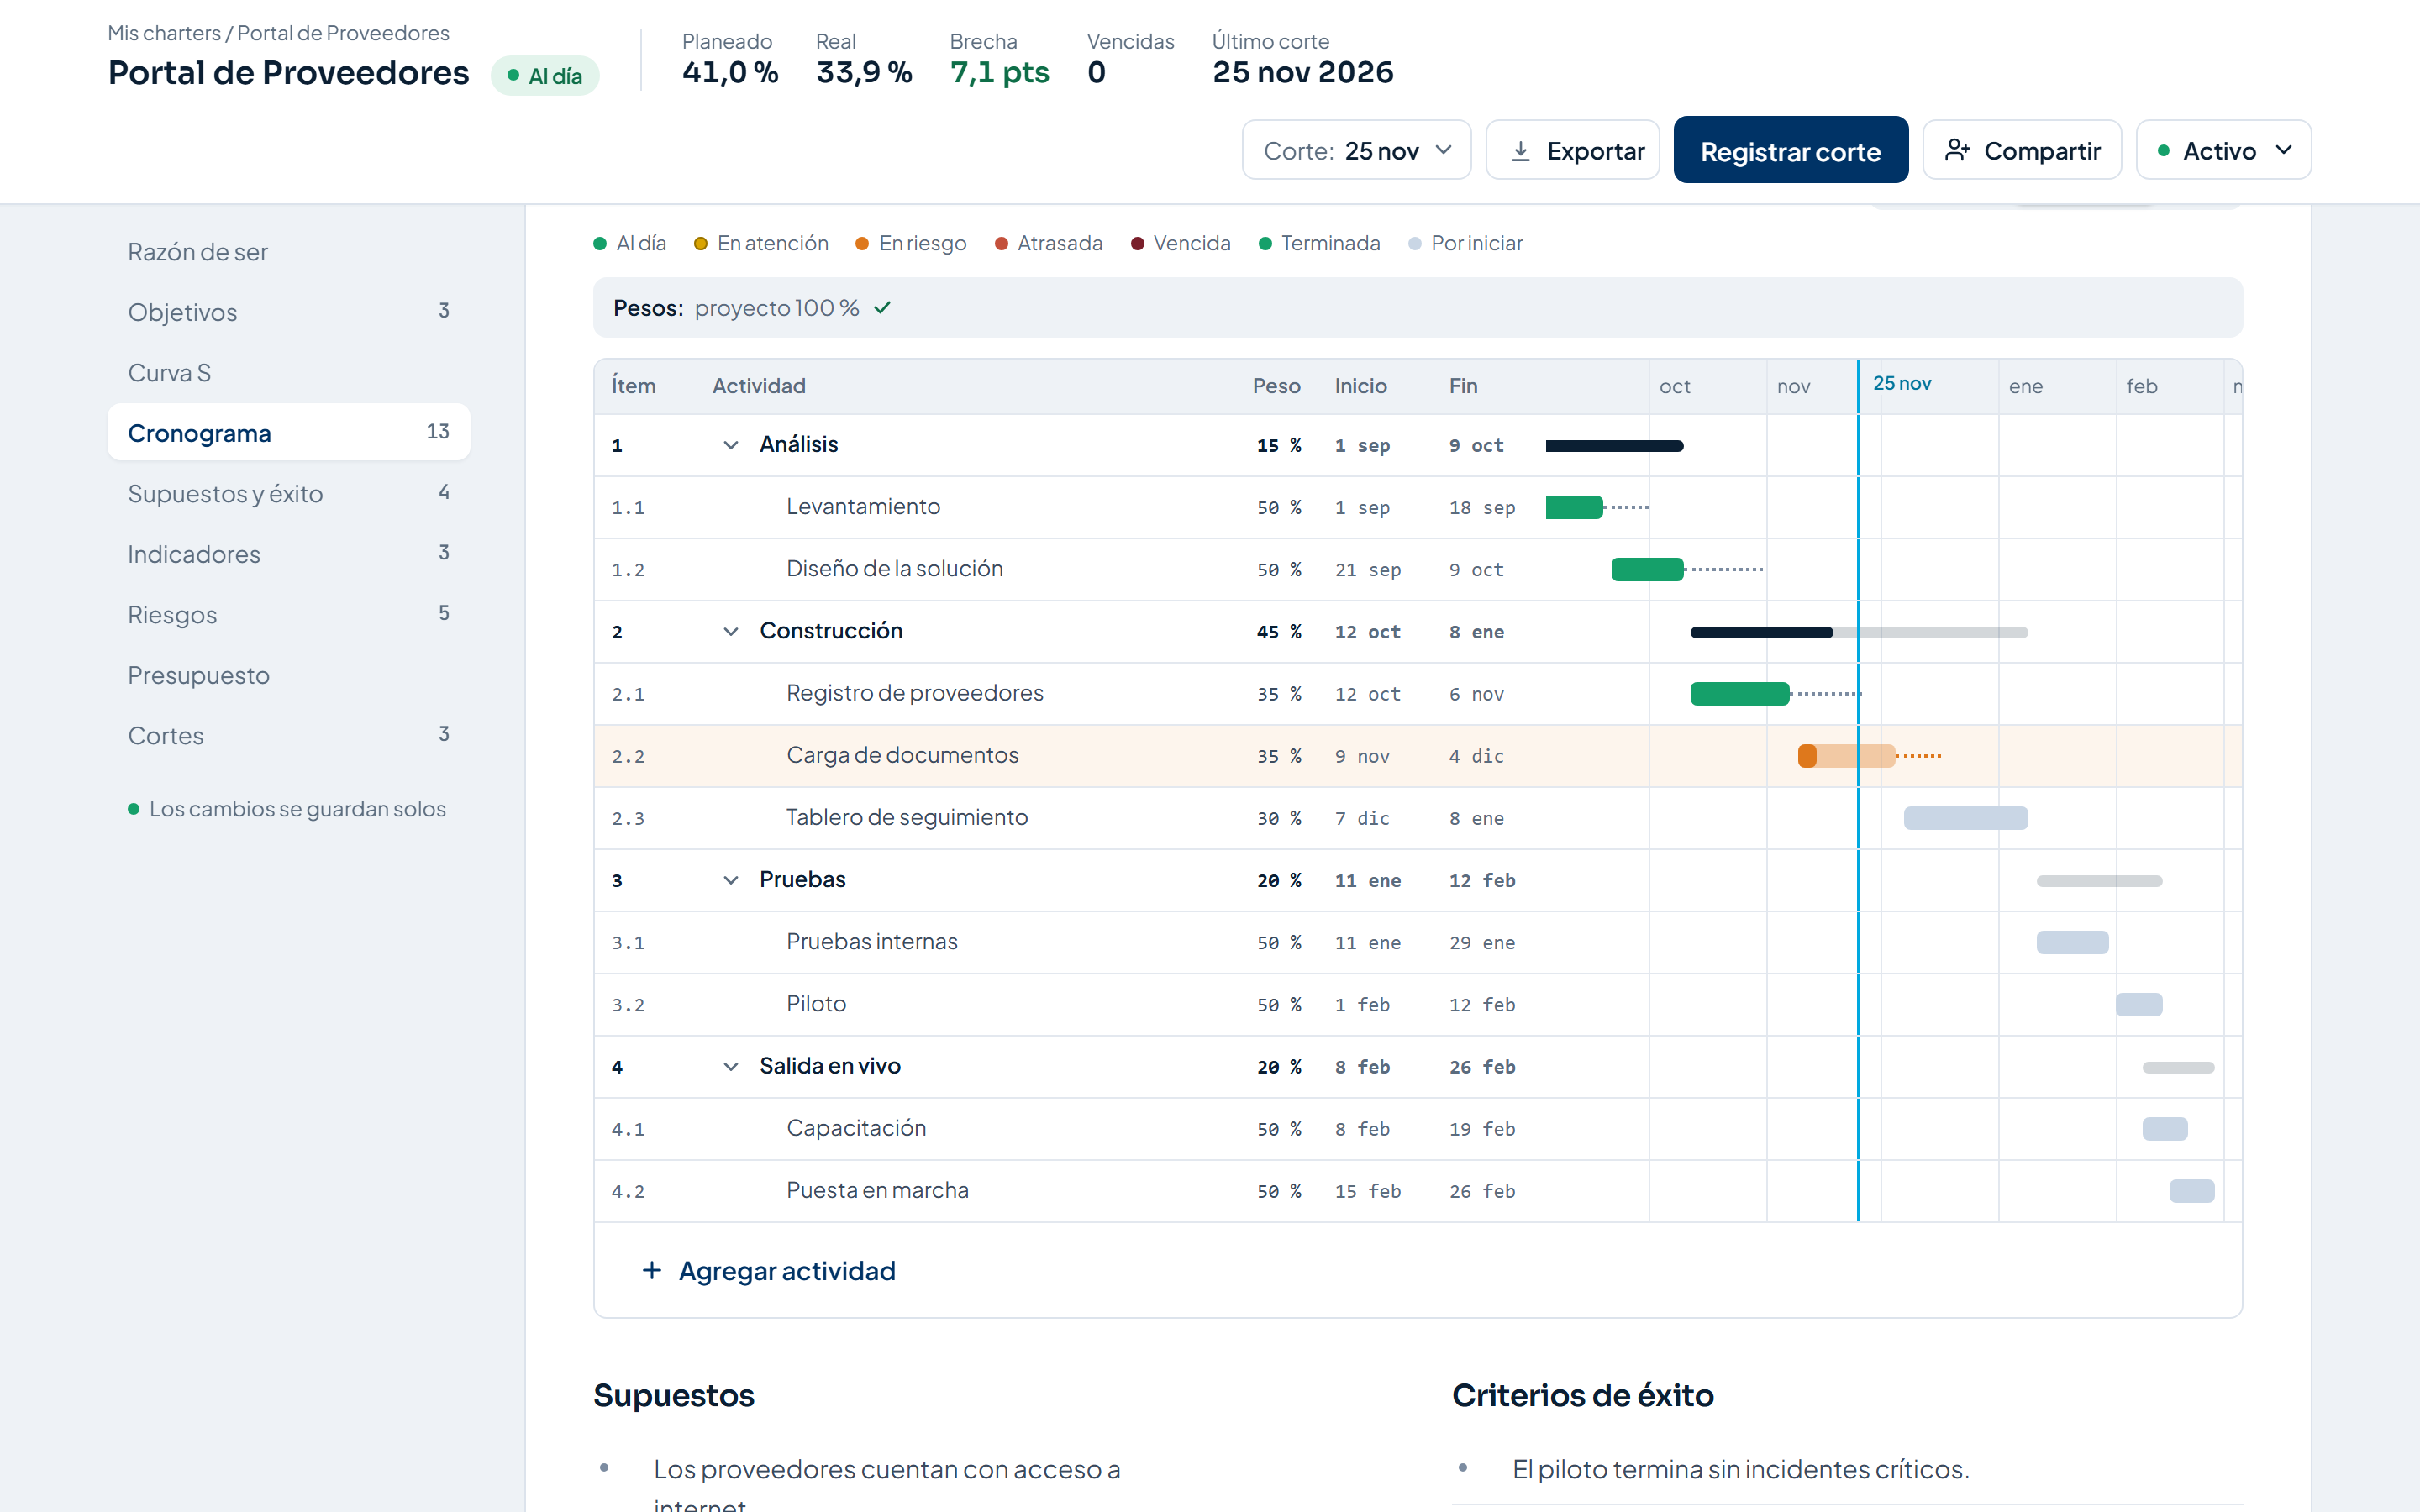 Mis charters / Portal de Proveedores
Portal de Proveedores
Al día
Planeado
41,0 %
Real
33,9 %
Brecha
7,1 pts
Vencidas
0
Último corte
25 nov 2026
Corte: 25 nov
Exportar
Registrar corte
Compartir
Activo
Razón de ser
Objetivos 3
Curva S
Cronograma 13
Supuestos y éxito 4
Indicadores 3
Riesgos 5
Presupuesto
Cortes 3
Los cambios se guardan solos
Al día En atención En riesgo Atrasada Vencida Terminada Por iniciar
Pesos: proyecto 100 %
Ítem Actividad Peso Inicio Fin oct nov 25 nov ene feb
1 Análisis 15 % 1 sep 9 oct
1.1 Levantamiento 50 % 1 sep 18 sep
1.2 Diseño de la solución 50 % 21 sep 9 oct
2 Construcción 45 % 12 oct 8 ene
2.1 Registro de proveedores 35 % 12 oct 6 nov
2.2 Carga de documentos 35 % 9 nov 4 dic
2.3 Tablero de seguimiento 30 % 7 dic 8 ene
3 Pruebas 20 % 11 ene 12 feb
3.1 Pruebas internas 50 % 11 ene 29 ene
3.2 Piloto 50 % 1 feb 12 feb
4 Salida en vivo 20 % 8 feb 26 feb
4.1 Capacitación 50 % 8 feb 19 feb
4.2 Puesta en marcha 50 % 15 feb 26 feb
+ Agregar actividad
Supuestos
• Los proveedores cuentan con acceso a
internet.
Criterios de éxito
• El piloto termina sin incidentes críticos.